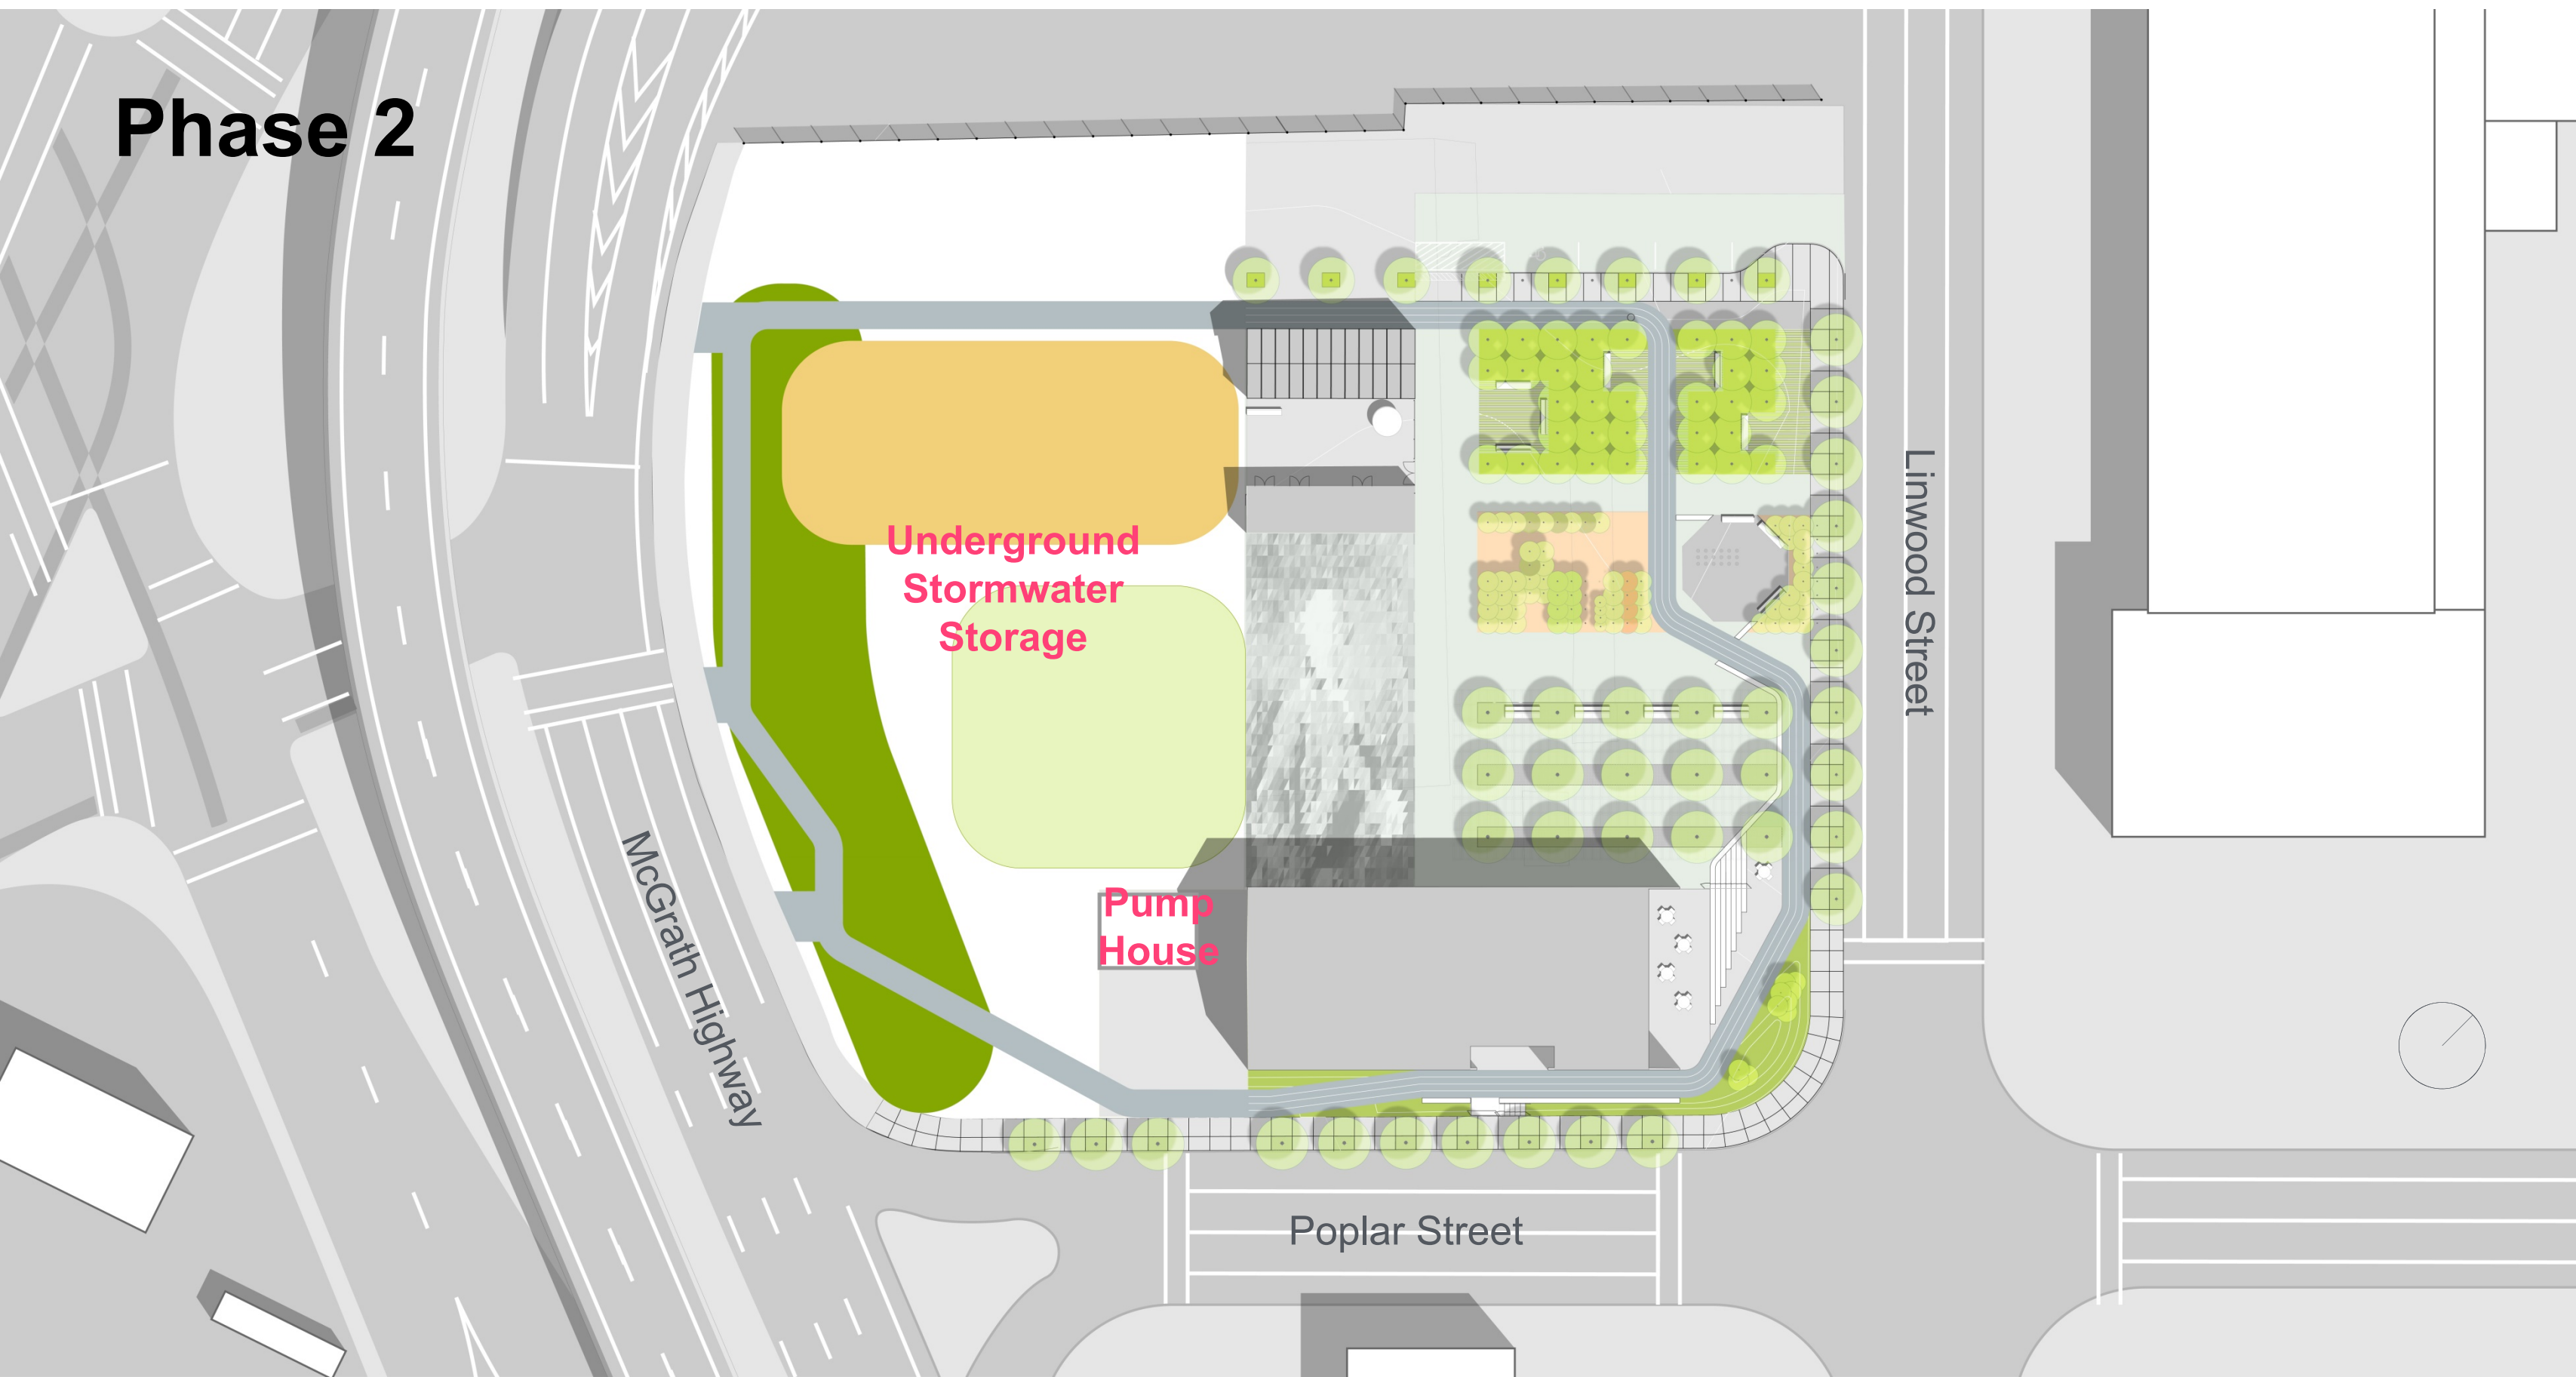 Phase 2
Underground
Stormwater
Storage
Pump
House
Linwood Street
McGrath Highway
Poplar Street